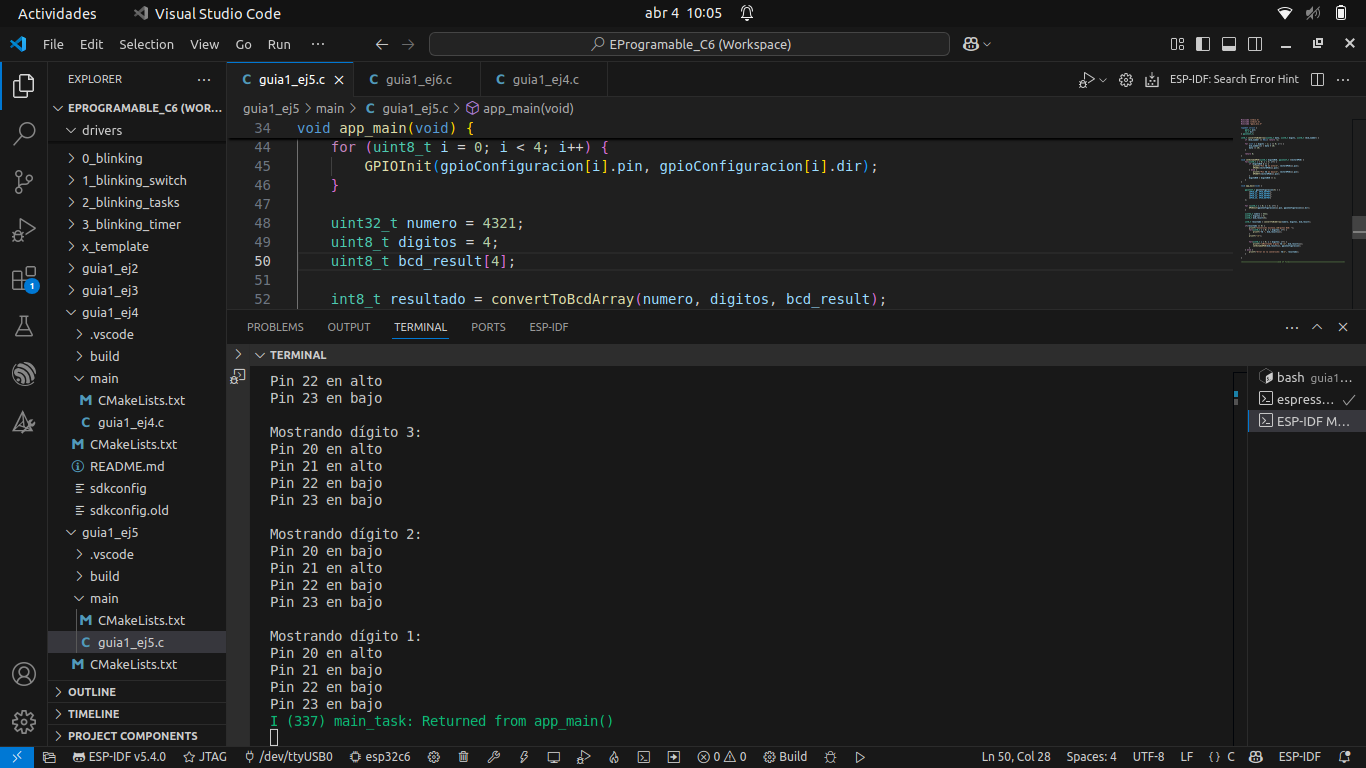 Actividades
Visual Studio Code
abr 4 10:05
File Edit Selection View Go Run ···
EProgramable_C6 (Workspace)
EXPLORER
EPROGRAMABLE_C6 (WOR...
drivers
0_blinking
1_blinking_switch
2_blinking_tasks
3_blinking_timer
x_template
guia1_ej2
guia1_ej3
guia1_ej4
.vscode
build
main
CMakeLists.txt
guia1_ej4.c
CMakeLists.txt
README.md
sdkconfig
sdkconfig.old
guia1_ej5
.vscode
build
main
CMakeLists.txt
guia1_ej5.c
CMakeLists.txt
OUTLINE
TIMELINE
PROJECT COMPONENTS
1
C guia1_ej5.c
C guia1_ej6.c
C guia1_ej4.c
ESP-IDF: Search Error Hint
guia1_ej5 > main > C guia1_ej5.c > app_main(void)
34 void app_main(void) {
44 for (uint8_t i = 0; i < 4; i++) {
45 GPIOInit(gpioConfiguracion[i].pin, gpioConfiguracion[i].dir);
46 }
47
48 uint32_t numero = 4321;
49 uint8_t digitos = 4;
50 uint8_t bcd_result[4];
51
52 int8_t resultado = convertToBcdArray(numero, digitos, bcd_result);
PROBLEMS OUTPUT TERMINAL PORTS ESP-IDF
TERMINAL
Pin 22 en alto
Pin 23 en bajo
Mostrando dígito 3:
Pin 20 en alto
Pin 21 en alto
Pin 22 en bajo
Pin 23 en bajo
Mostrando dígito 2:
Pin 20 en bajo
Pin 21 en alto
Pin 22 en bajo
Pin 23 en bajo
Mostrando dígito 1:
Pin 20 en alto
Pin 21 en bajo
Pin 22 en bajo
Pin 23 en bajo
I (337) main_task: Returned from app_main()
bash guia1...
espress...
ESP-IDF M...
ESP-IDF v5.4.0 JTAG /dev/ttyUSB0 esp32c6 0 0 Build
Ln 50, Col 28 Spaces: 4 UTF-8 LF {} C ESP-IDF